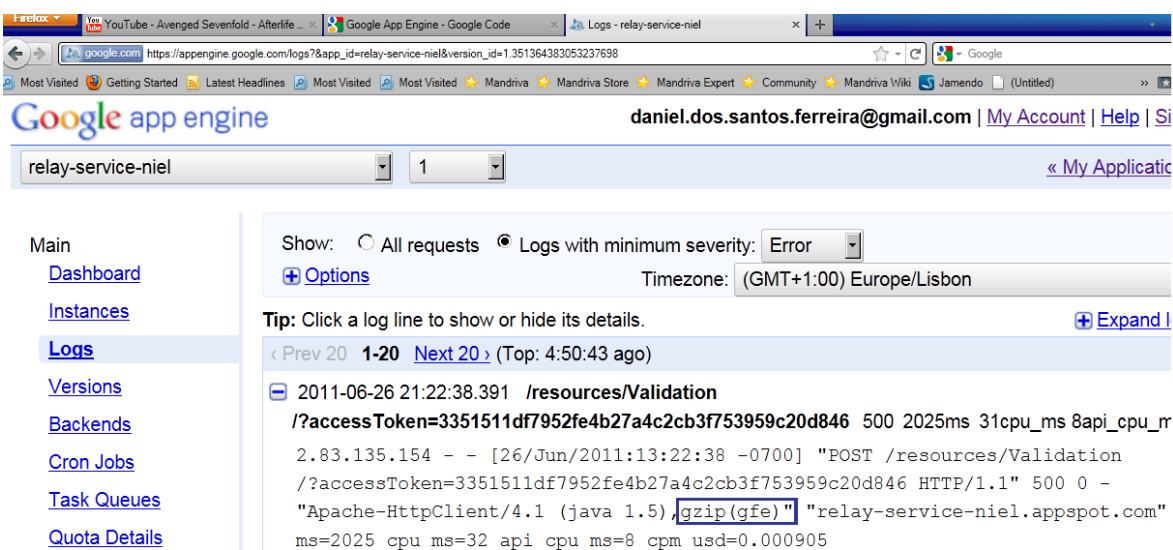 Firefox YouTube - Avenged Sevenfold - Afterlife ... Google App Engine - Google Code Logs - relay-service-niel
google.com https://appengine.google.com/logs?&app_id=relay-service-niel&version_id=1.351364383053237698 Google
Most Visited Getting Started Latest Headlines Most Visited Most Visited Mandriva Mandriva Store Mandriva Expert Community Mandriva Wiki Jamendo (Untitled) »
Google app engine daniel.dos.santos.ferreira@gmail.com | My Account | Help | Si
relay-service-niel 1 « My Applicatio
Main
Dashboard
Instances
Logs
Versions
Backends
Cron Jobs
Task Queues
Quota Details
Show: All requests Logs with minimum severity: Error
Options Timezone: (GMT+1:00) Europe/Lisbon
Tip: Click a log line to show or hide its details. Expand l
‹ Prev 20 1-20 Next 20 › (Top: 4:50:43 ago)
2011-06-26 21:22:38.391 /resources/Validation
/?accessToken=3351511df7952fe4b27a4c2cb3f753959c20d846 500 2025ms 31cpu_ms 8api_cpu_m
2.83.135.154 - - [26/Jun/2011:13:22:38 -0700] "POST /resources/Validation
/?accessToken=3351511df7952fe4b27a4c2cb3f753959c20d846 HTTP/1.1" 500 0 -
"Apache-HttpClient/4.1 (java 1.5),gzip(gfe)" "relay-service-niel.appspot.com"
ms=2025 cpu ms=32 api cpu ms=8 cpm usd=0.000905